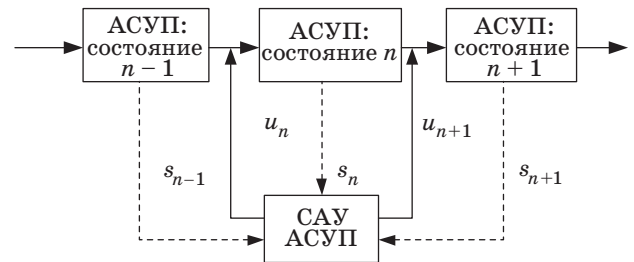 АСУП:
состояние
n – 1
АСУП:
состояние n
АСУП:
состояние
n + 1
u_n
u_{n+1}
s_{n–1}
s_n
s_{n+1}
САУ
АСУП